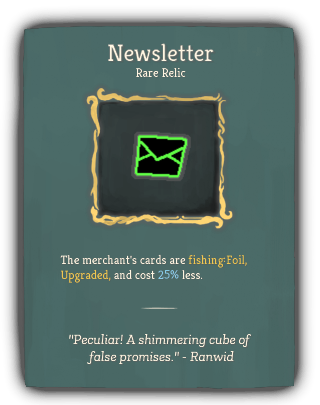 Newsletter
Rare Relic
The merchant's cards are fishing:Foil,
Upgraded, and cost 25% less.
"Peculiar! A shimmering cube of
false promises." - Ranwid